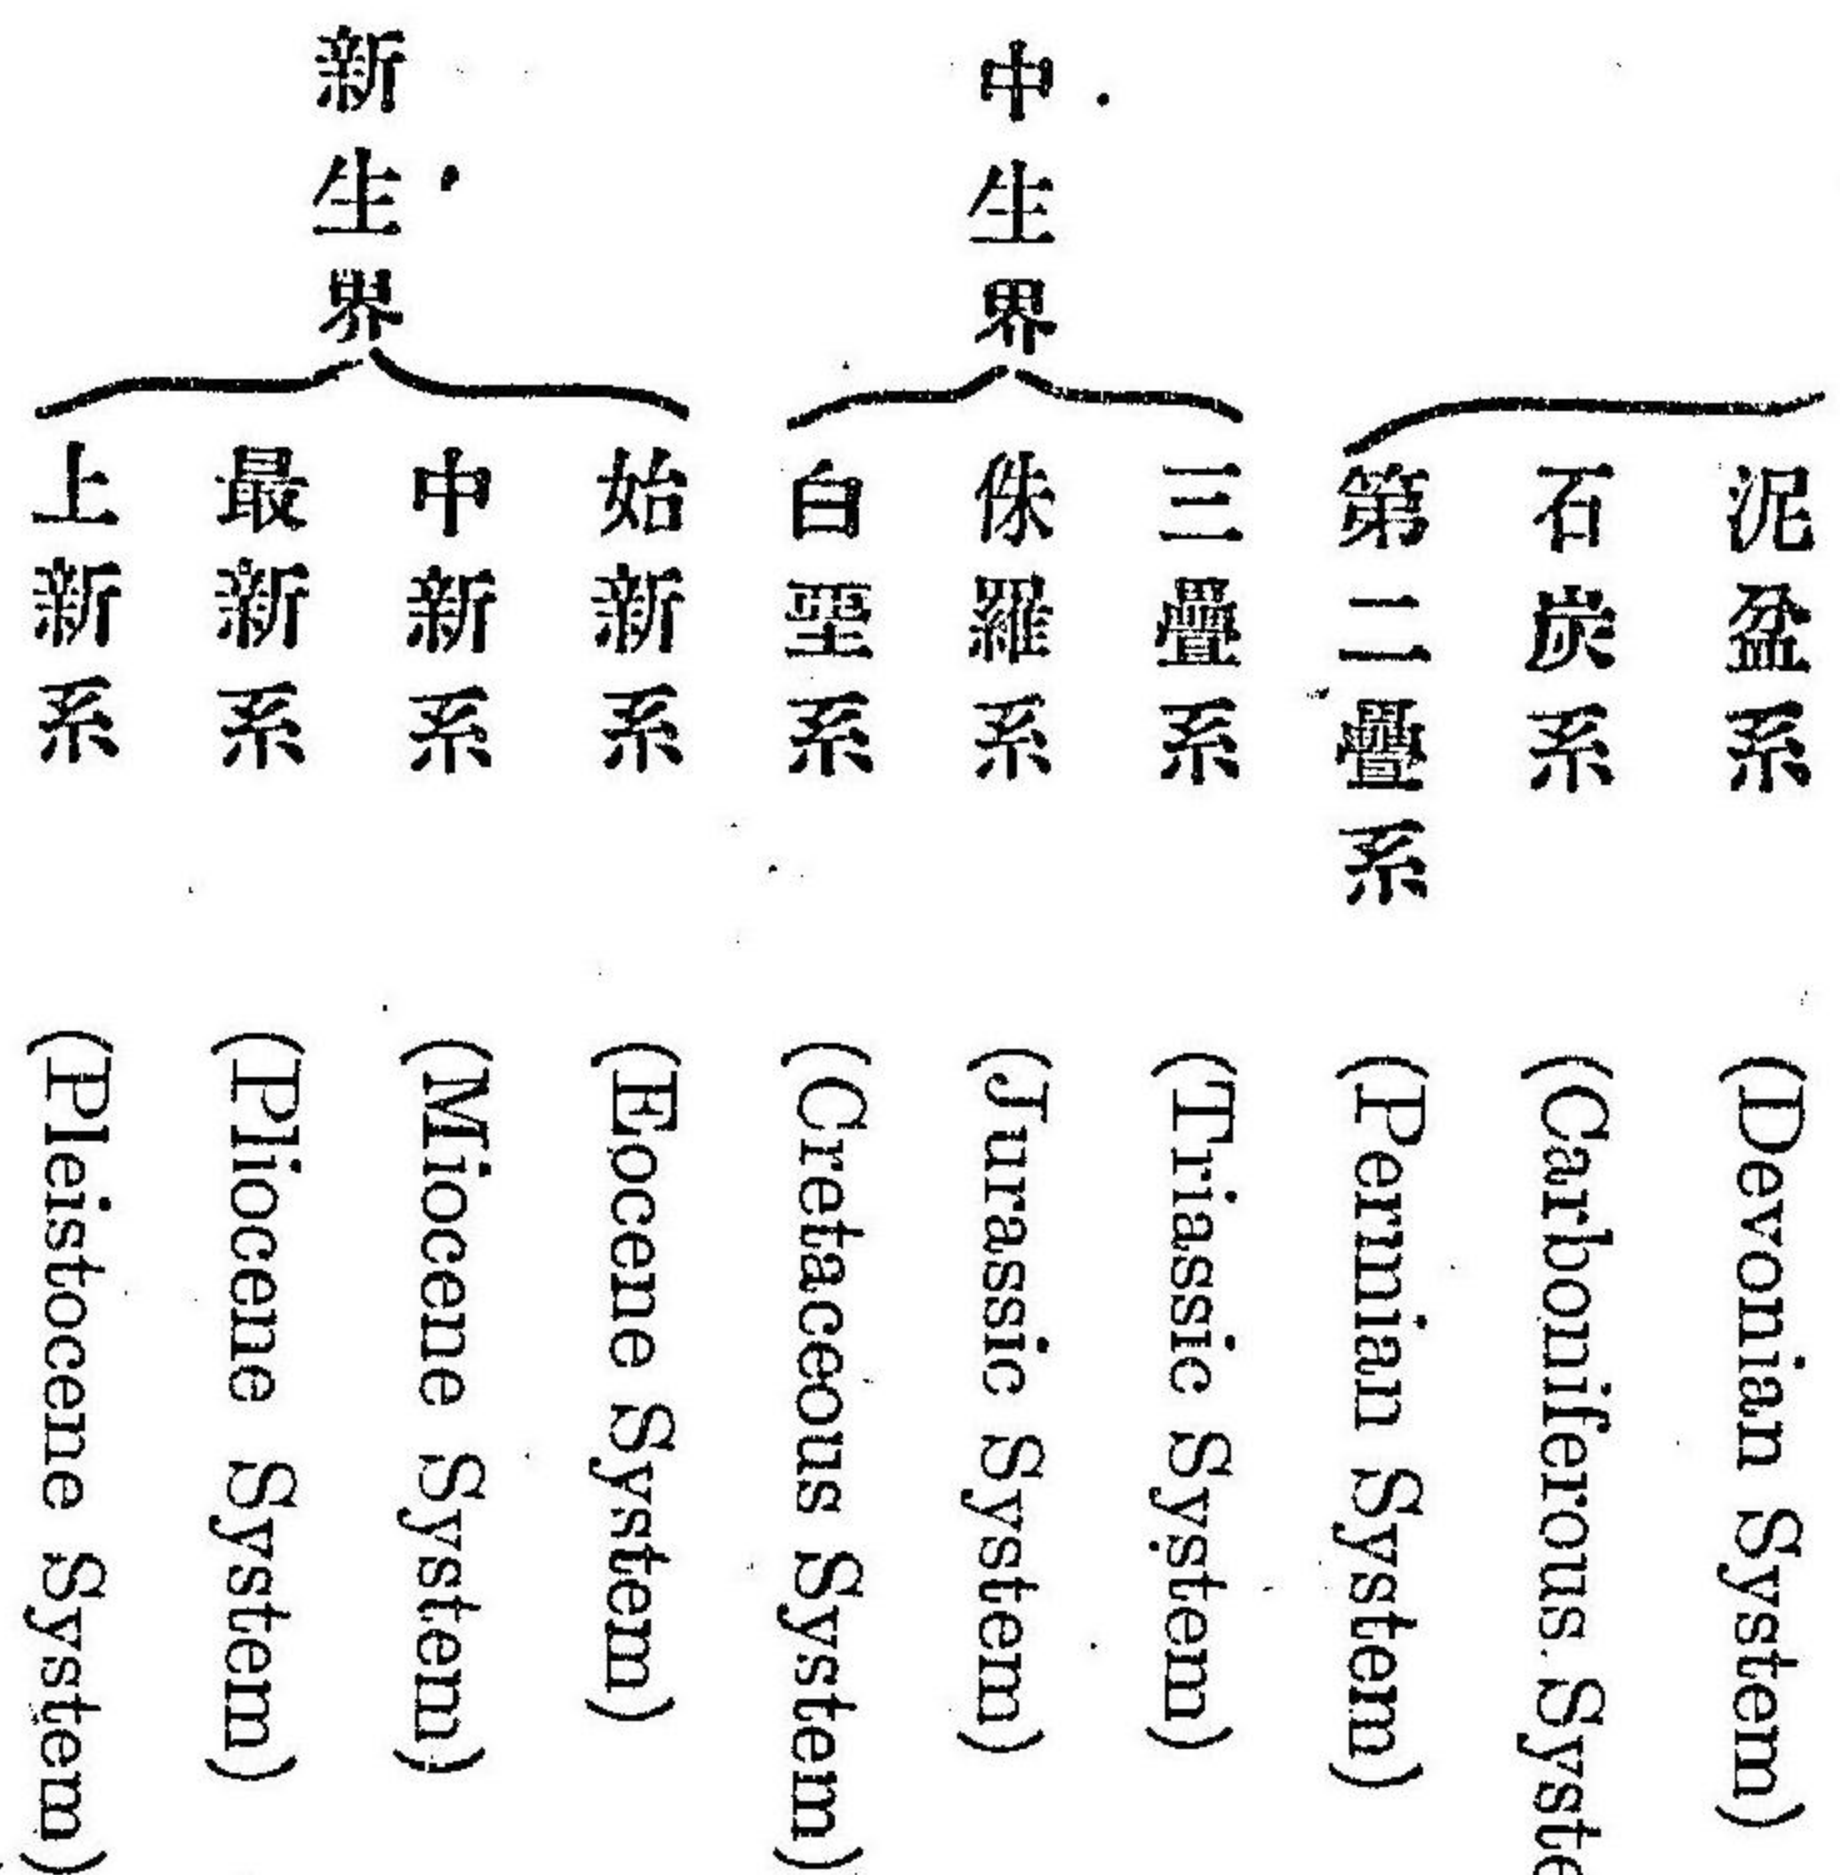 泥盆系 (Devonian System)
石炭系 (Carboniferous Syste
第二疊系 (Permian System)
中生界
三疊系 (Triassic System)
侏羅系 (Jurassic System)
白堊系 (Cretaceous System)
新生界
始新系 (Eocene System)
中新系 (Miocene System)
最新系 (Pliocene System)
上新系 (Pleistocene System)